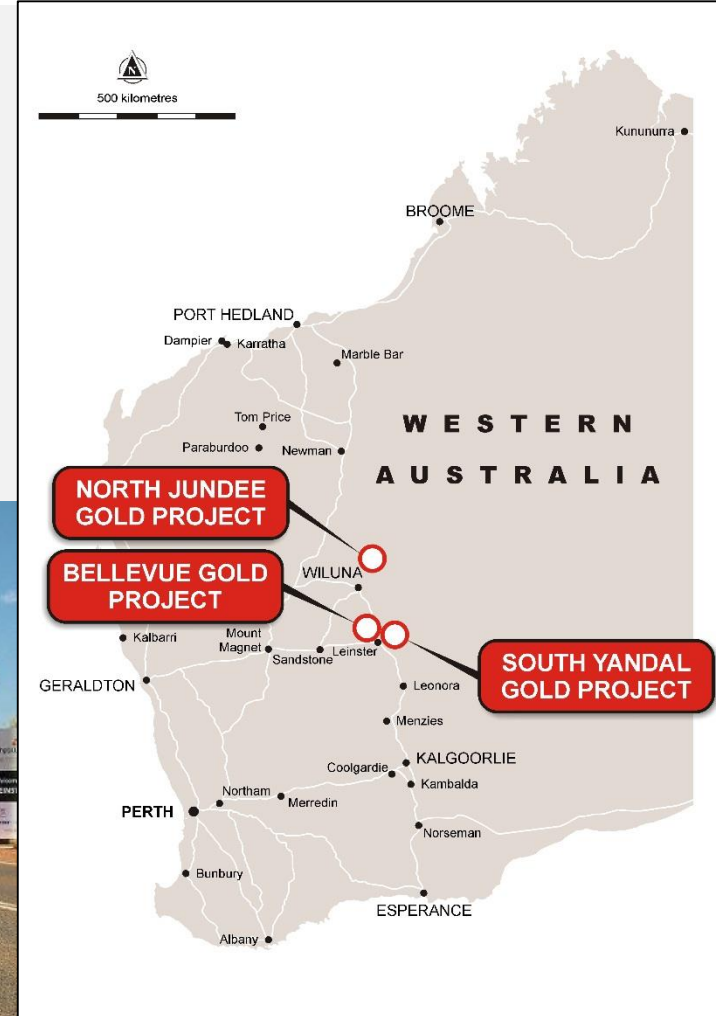 N
500 kilometres
Kununurra
BROOME
PORT HEDLAND
Dampier
Karratha
Marble Bar
Tom Price
WESTERN
AUSTRALIA
Paraburdoo
Newman
NORTH JUNDEE
GOLD PROJECT
WILUNA
BELLEVUE GOLD
PROJECT
Kalbarri
Mount
Magnet
Sandstone
Leinster
SOUTH YANDAL
GOLD PROJECT
GERALDTON
Leonora
Menzies
KALGOORLIE
Coolgardie
Kambalda
Northam
Merredin
PERTH
Norseman
Bunbury
ESPERANCE
Albany